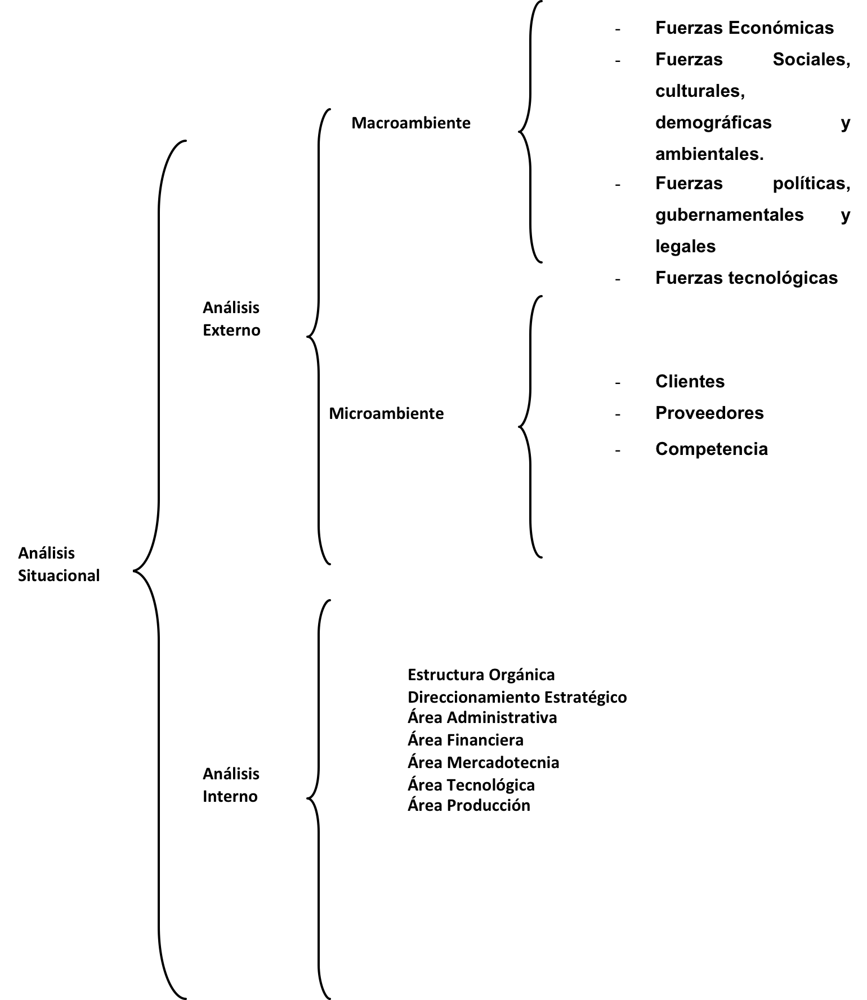 - Fuerzas Económicas
- Fuerzas Sociales,
culturales,
demográficas y
ambientales.
Macroambiente
- Fuerzas políticas,
gubernamentales y
legales
- Fuerzas tecnológicas
Análisis
Externo
Microambiente
- Clientes
- Proveedores
- Competencia
Análisis
Situacional
Estructura Orgánica
Direccionamiento Estratégico
Área Administrativa
Área Financiera
Área Mercadotecnia
Área Tecnológica
Área Producción
Análisis
Interno